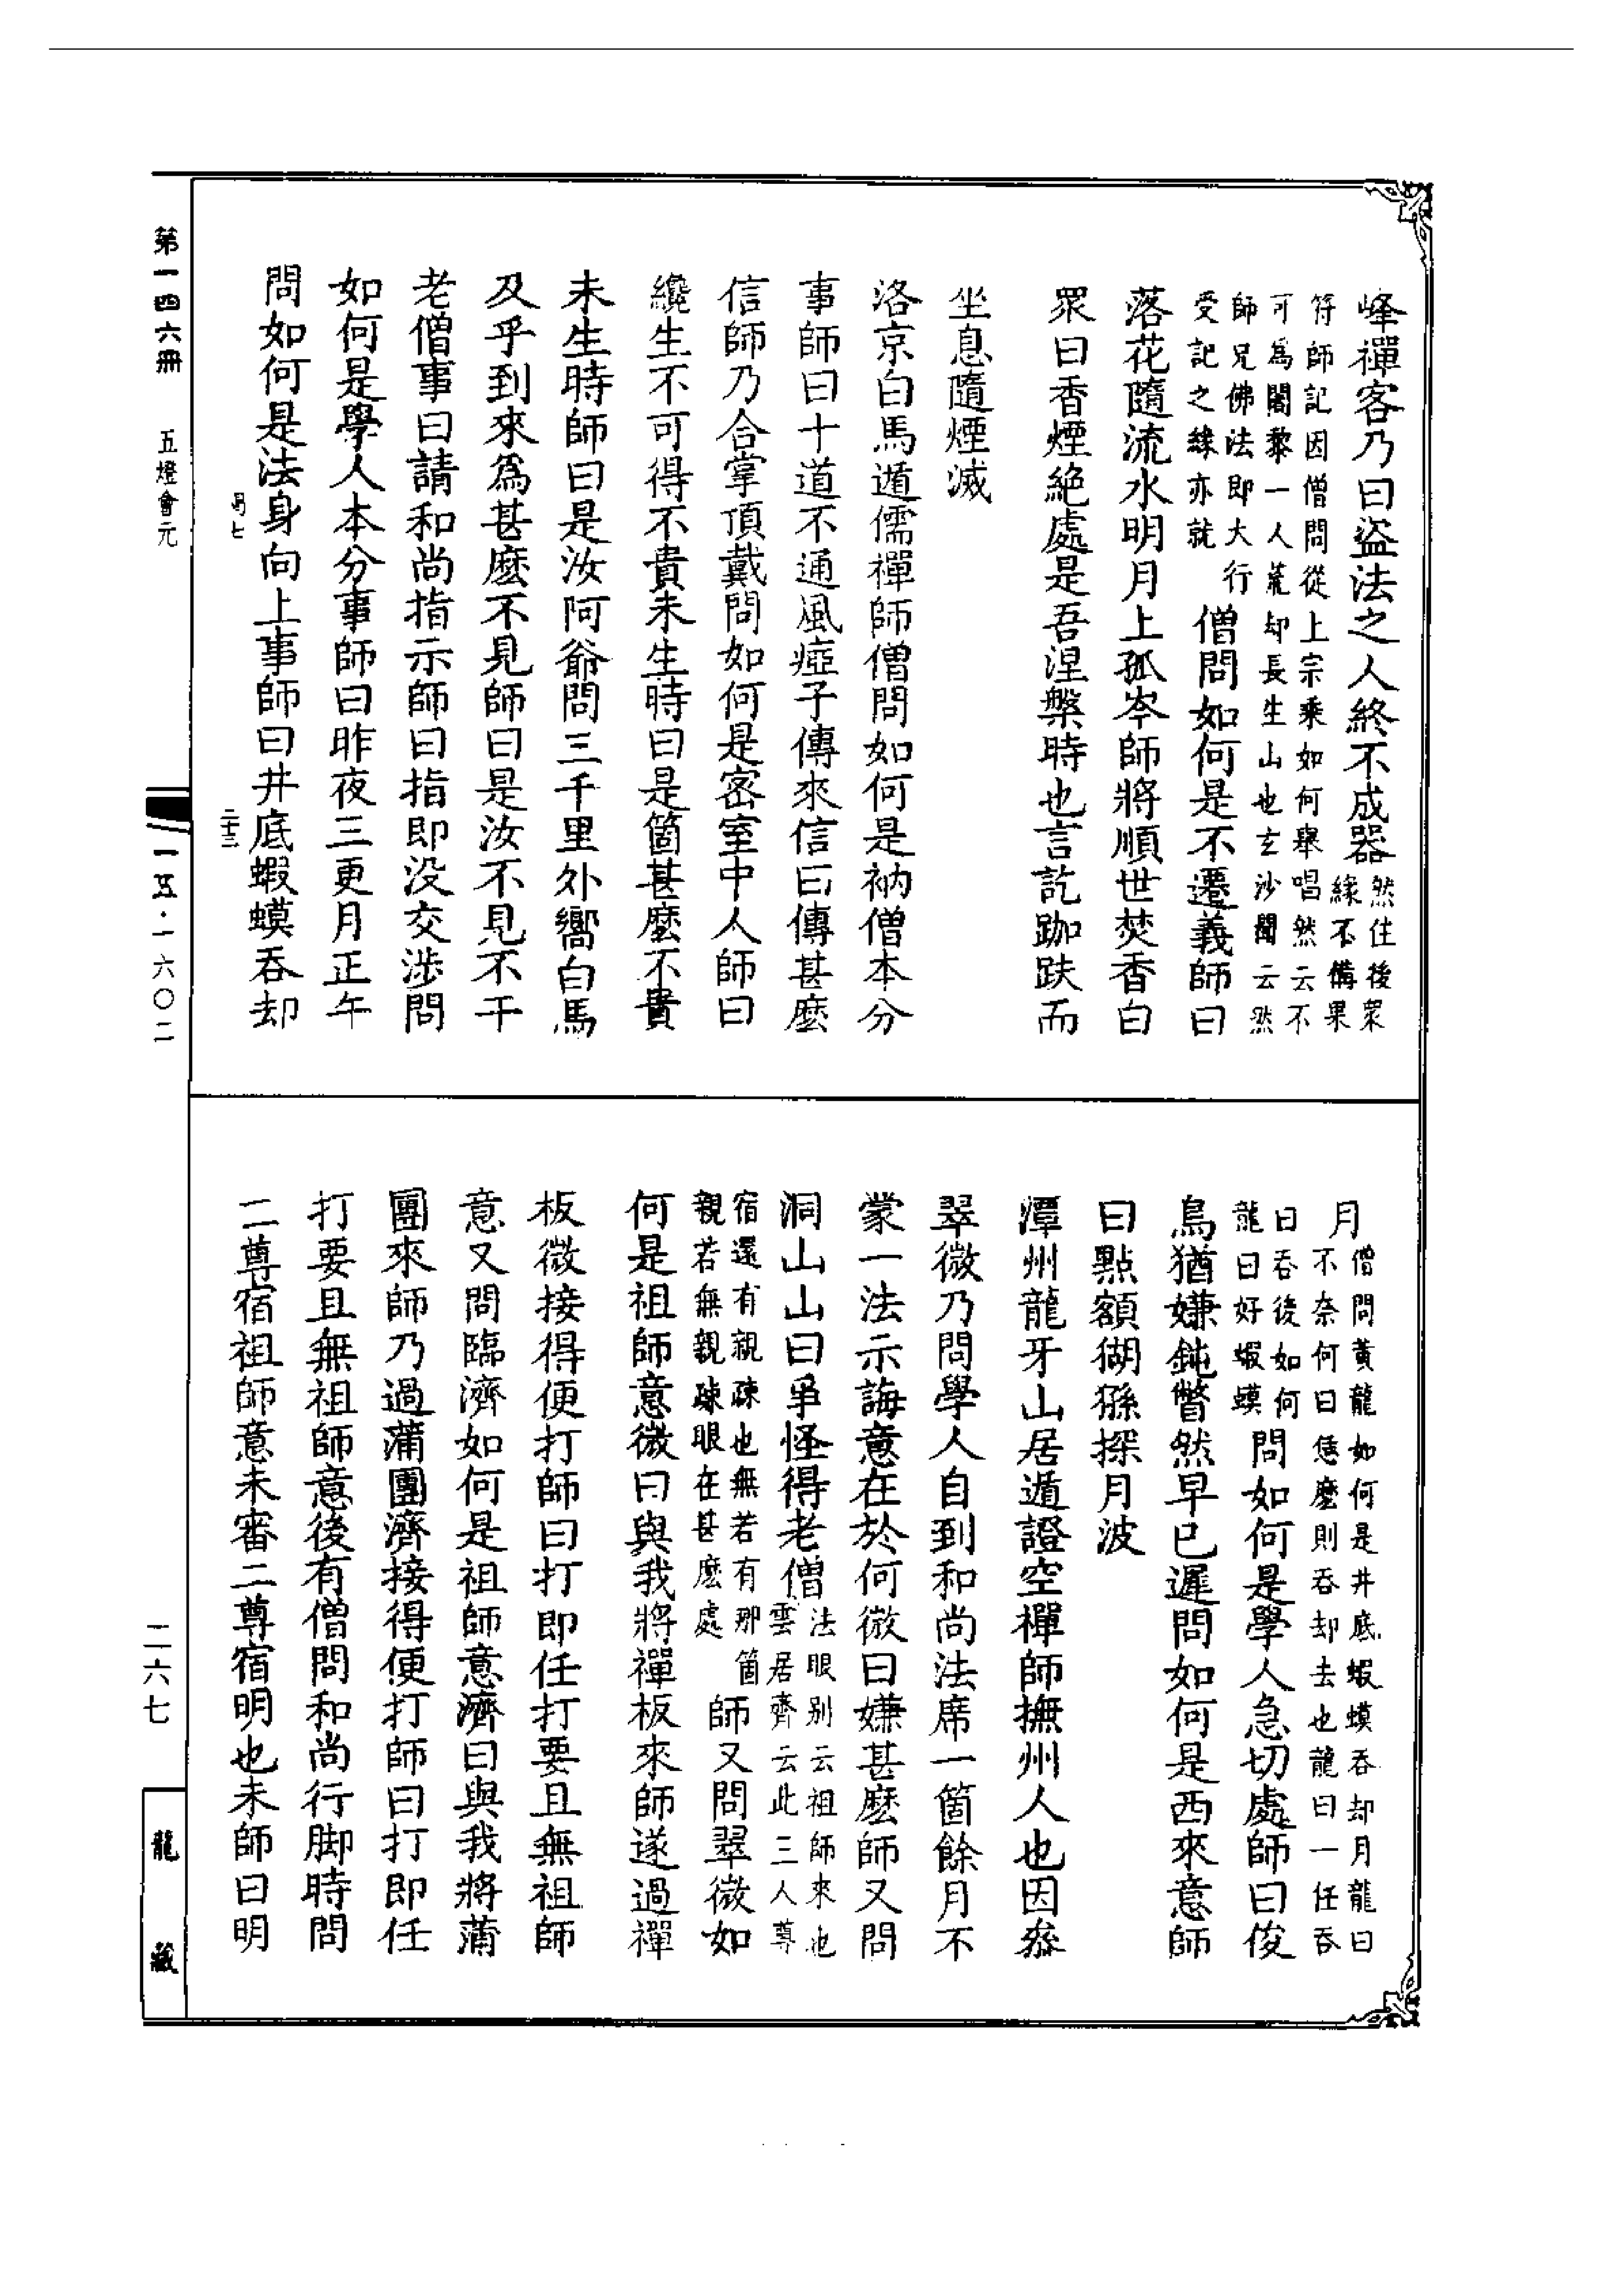 峰禪客乃曰盜法之人終不成器然住後眾
緣不備果
符師記因僧問從上宗乘如何舉唱然云不
可為闍黎一人荒却長生山也玄沙聞云然
師兄佛法即大行
受記之緣亦就
僧問如何是不遷義師曰
落花隨流水明月上孤岑師將順世焚香白
眾曰香煙絕處是吾涅槃時也言訖跏趺而
坐息隨煙滅
洛京白馬遁儒禪師僧問如何是衲僧本分
事師曰十道不通風瘂子傳來信曰傳甚麼
信師乃合掌頂戴問如何是密室中人師曰
纔生不可得不貴未生時曰是箇甚麼不貴
未生時師曰是汝阿爺問三千里外嚮白馬
及乎到來為甚麼不見師曰是汝不見不干
老僧事曰請和尚指示師曰指即没交涉問
如何是學人本分事師曰昨夜三更月正午
問如何是法身向上事師曰井底蝦蟆吞却
二十三
第一四六冊
五燈會元
一五·一六〇二
月
僧問黃龍如何是井底蝦蟆吞却月龍曰
不奈何曰恁麼則吞却去也龍曰一任吞
曰吞後如何
龍曰好蝦蟆
問如何是學人急切處師曰俊
鳥猶嫌鈍瞥然早已遲問如何是西來意師
曰點額猢猻探月波
潭州龍牙山居遁證空禪師撫州人也因叅
翠微乃問學人自到和尚法席一箇餘月不
蒙一法示誨意在於何微曰嫌甚麼師又問
洞山山曰爭怪得老僧
法眼别云祖師來也
雲居齊云此三人尊
宿還有親疎也無若有那箇
親若無親疎眼在甚麼處
師又問翠微如
何是祖師意微曰與我將禪板來師遂過禪
板微接得便打師曰打即任打要且無祖師
意又問臨濟如何是祖師意濟曰與我將蒲
團來師乃過蒲團濟接得便打師曰打即任
打要且無祖師意後有僧問和尚行脚時問
二尊宿祖師意未審二尊宿明也未師曰明
二六七
龍藏